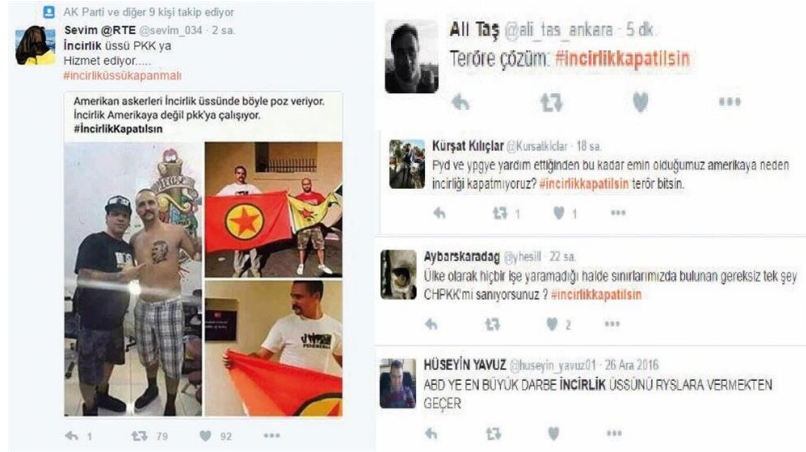 AK Parti ve diğer 9 kişi takip ediyor
Sevim @RTE @sevim_034 · 2 sa.
İncirlik üssü PKK ya
Hizmet ediyor.....
#incirliküssükapanmalı
Amerikan askerleri İncirlik üssünde böyle poz veriyor.
İncirlik Amerikaya değil pkk'ya çalışıyor.
#İncirlikKapatılsın
1 79 92
Ali Taş @ali_tas_ankara · 5 dk.
Teröre çözüm: #incirlikkapatilsin
Kürşat Kılıçlar @Kursatkiclar · 18 sa.
Pyd ve ypgye yardım ettiğinden bu kadar emin olduğumuz amerikaya neden
incirliği kapatmıyoruz? #incirlikkapatilsin terör bitsin.
1 1
Aybarskaradag @yhesill · 22 sa.
Ülke olarak hiçbir işe yaramadığı halde sınırlarımızda bulunan gereksiz tek şey
CHPKK'mi sanıyorsunuz ? #incirlikkapatilsin
2
HÜSEYİN YAVUZ @huseyin_yavuz01 · 26 Ara 2016
ABD YE EN BÜYÜK DARBE İNCİRLİK ÜSSÜNÜ RYSLARA VERMEKTEN
GEÇER